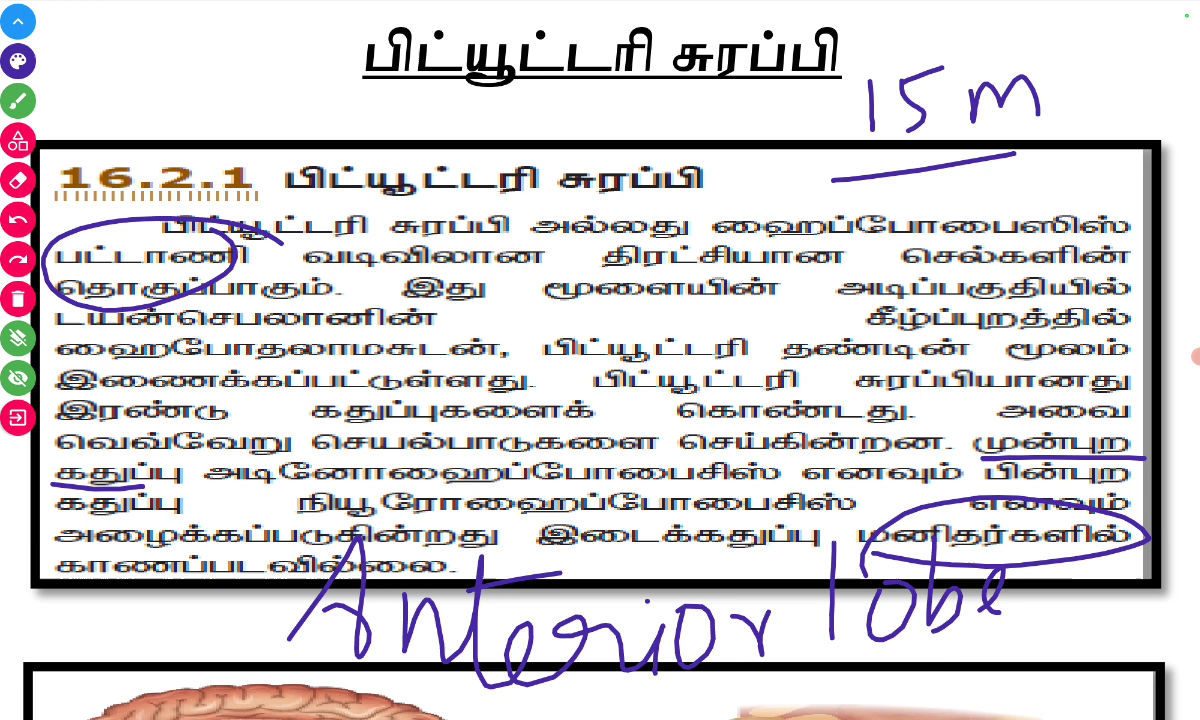 பிட்யூட்டரி சுரப்பி
15 m
16.2.1 பிட்யூட்டரி சுரப்பி
பிட்யூட்டரி சுரப்பி அல்லது ஹைப்போபைஸிஸ்
பட்டாணி வடிவிலான திரட்சியான செல்களின்
தொகுப்பாகும். இது மூளையின் அடிப்பகுதியில்
டயன்செபலானின் கீழ்ப்புறத்தில்
ஹைபோதலாமசுடன், பிட்யூட்டரி தண்டின் மூலம்
இணைக்கப்பட்டுள்ளது. பிட்யூட்டரி சுரப்பியானது
இரண்டு கதுப்புகளைக் கொண்டது. அவை
வெவ்வேறு செயல்பாடுகளை செய்கின்றன. முன்புற
கதுப்பு அடினோஹைப்போபைசிஸ் எனவும் பின்புற
கதுப்பு நியூரோஹைப்போபைசிஸ் எனவும்
அழைக்கப்படுகின்றது இடைக்கதுப்பு மனிதர்களில்
காணப்படவில்லை.
Anterior lobe